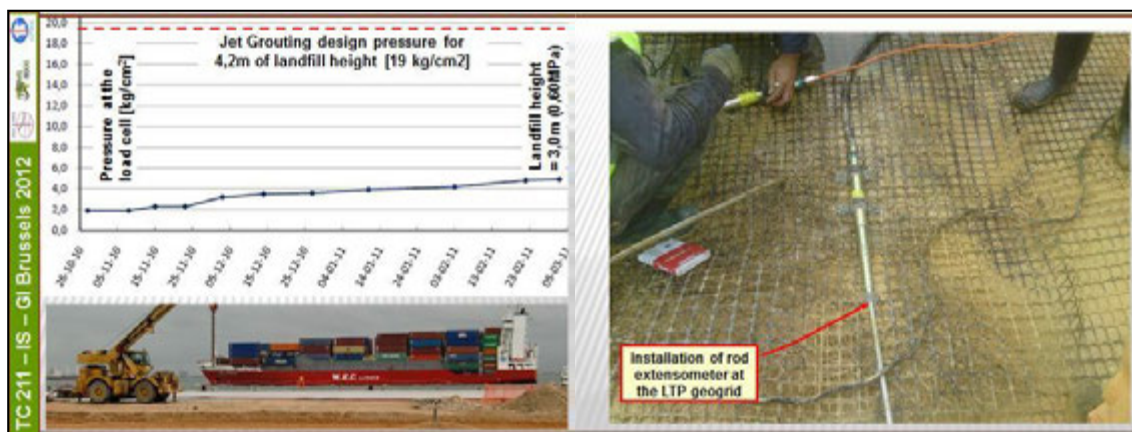 TC 211 – IS – GI Brussels 2012
20,0
18,0
16,0
14,0
12,0
10,0
8,0
6,0
4,0
2,0
0,0
Pressure at the
load cell [kg/cm²]
Jet Grouting design pressure for
4,2m of landfill height [19 kg/cm2]
Landfill height
= 3,0 m (0,60MPa)
26-10-10
05-11-10
15-11-10
25-11-10
05-12-10
15-12-10
25-12-10
04-01-11
14-01-11
24-01-11
03-02-11
13-02-11
23-02-11
05-03-11
W.E.C.
Installation of rod
extensometer at
the LTP geogrid